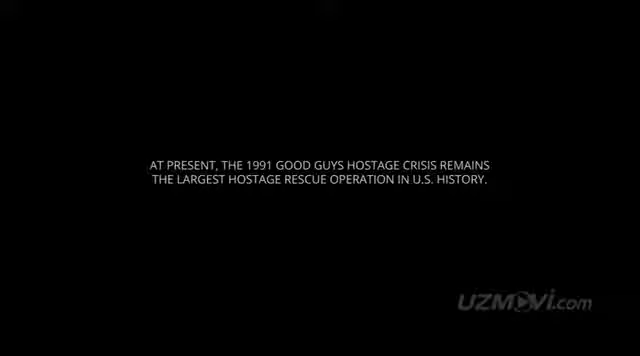 AT PRESENT, THE 1991 GOOD GUYS HOSTAGE CRISIS REMAINS
THE LARGEST HOSTAGE RESCUE OPERATION IN U.S. HISTORY.
UZMOVi.com